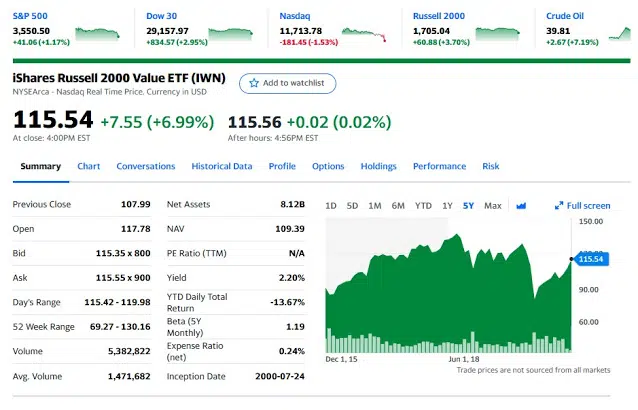 S&P 500
3,550.50
+41.06 (+1.17%)
Dow 30
29,157.97
+834.57 (+2.95%)
Nasdaq
11,713.78
-181.45 (-1.53%)
Russell 2000
1,705.04
+60.88 (+3.70%)
Crude Oil
39.81
+2.67 (+7.19%)
iShares Russell 2000 Value ETF (IWN)
Add to watchlist
NYSEArca - Nasdaq Real Time Price. Currency in USD
115.54 +7.55 (+6.99%)
At close: 4:00PM EST
115.56 +0.02 (0.02%)
After hours: 4:56PM EST
Summary Chart Conversations Historical Data Profile Options Holdings Performance Risk
Previous Close 107.99
Open 117.78
Bid 115.35 x 800
Ask 115.55 x 900
Day's Range 115.42 - 119.98
52 Week Range 69.27 - 130.16
Volume 5,382,822
Avg. Volume 1,471,682
Net Assets 8.12B
NAV 109.39
PE Ratio (TTM) N/A
Yield 2.20%
YTD Daily Total
Return -13.67%
Beta (5Y
Monthly) 1.19
Expense Ratio
(net) 0.24%
Inception Date 2000-07-24
1D 5D 1M 6M YTD 1Y 5Y Max Full screen
150.00
115.54
90.00
60.00
Dec 1, 15 Jun 1, 18
Trade prices are not sourced from all markets